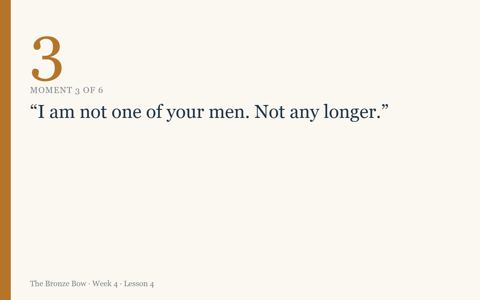 3
MOMENT 3 OF 6
“I am not one of your men. Not any longer.”
The Bronze Bow · Week 4 · Lesson 4